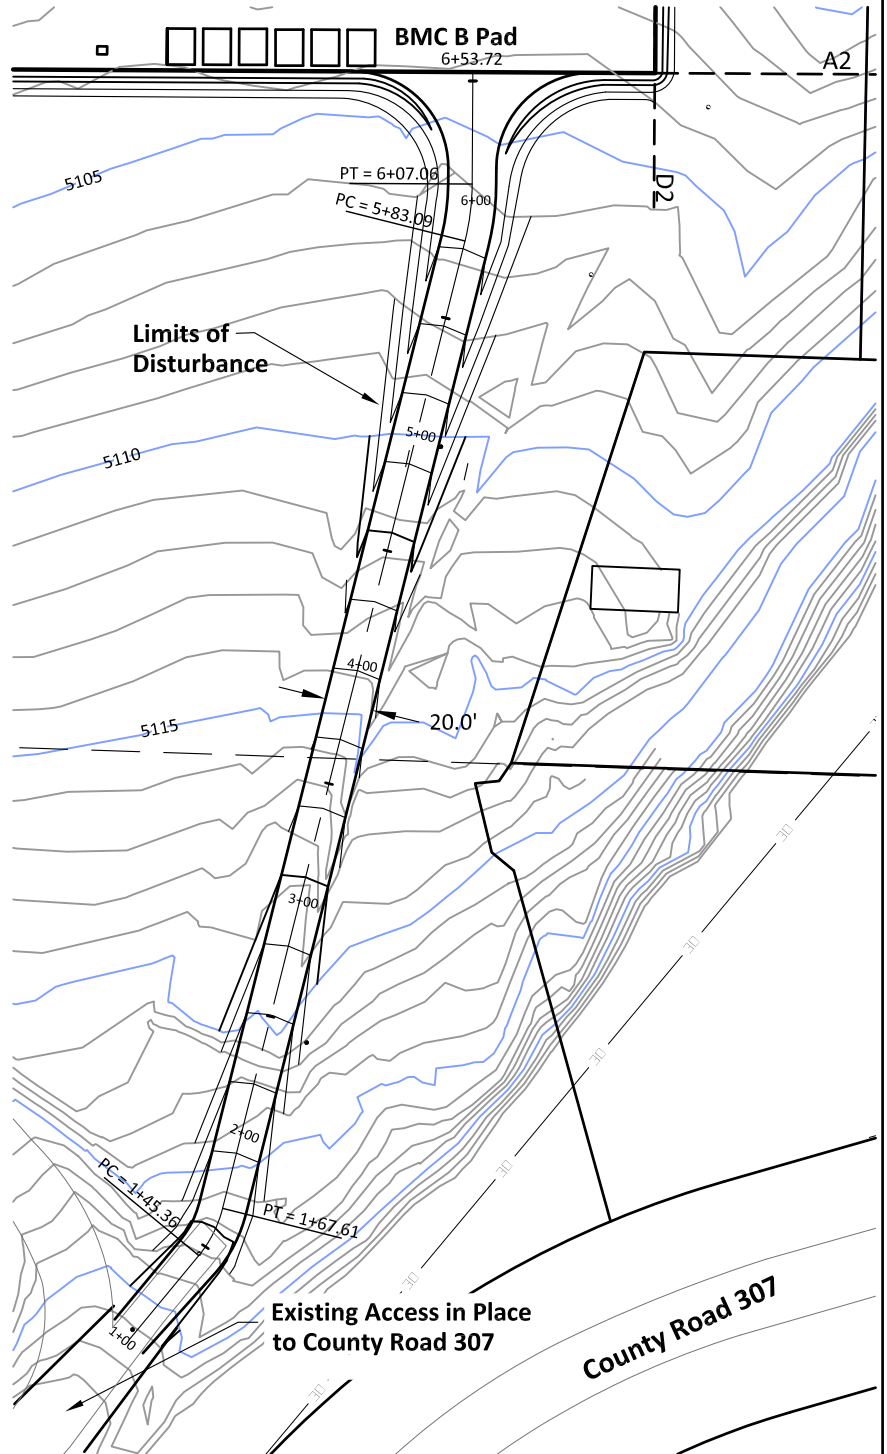 BMC B Pad
6+53.72
A2
5105
PT = 6+07.06
D2
6+00
PC = 5+83.09
Limits of
Disturbance
5+00
5110
4+00
20.0'
5115
30
3+00
30
30
2+00
PC = 1+45.36
30
PT = 1+67.61
30
Existing Access in Place
to County Road 307
1+00
County Road 307
30